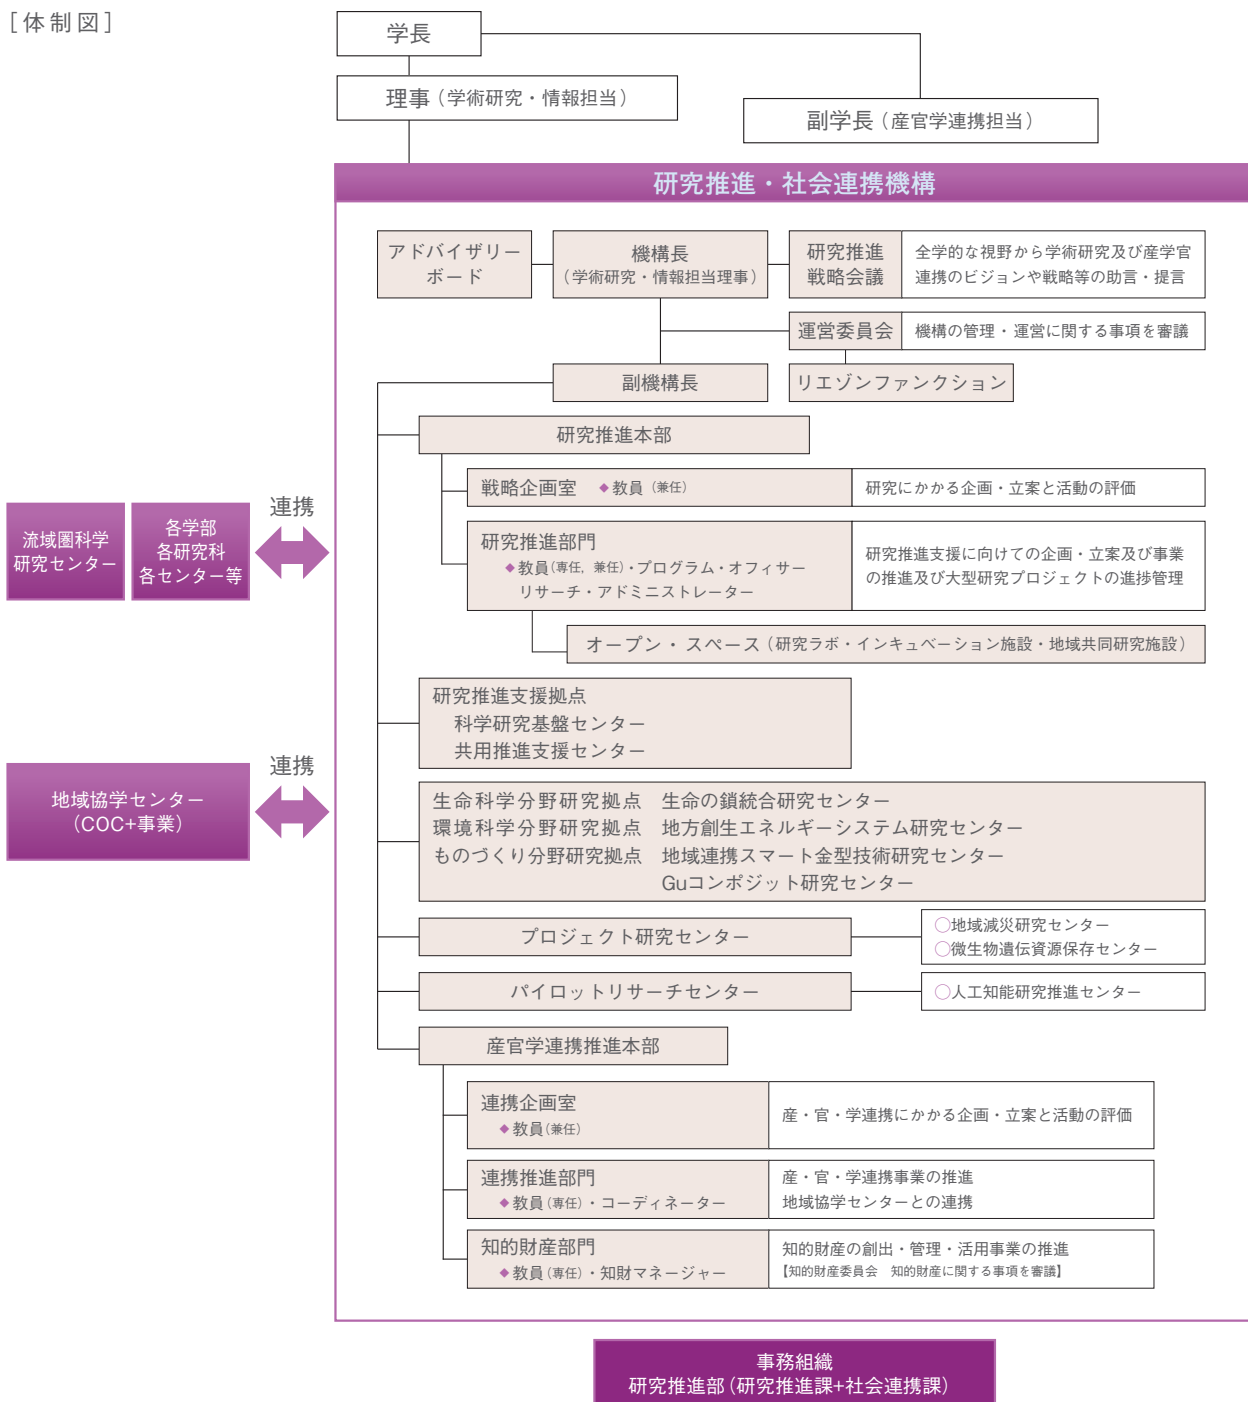 ［体制図］
学長
理事（学術研究・情報担当）
副学長（産官学連携担当）
研究推進・社会連携機構
アドバイザリー
ボード
機構長
（学術研究・情報担当理事）
研究推進
戦略会議
全学的な視野から学術研究及び産学官
連携のビジョンや戦略等の助言・提言
運営委員会
機構の管理・運営に関する事項を審議
副機構長
リエゾンファンクション
研究推進本部
戦略企画室　◆教員（兼任）
研究にかかる企画・立案と活動の評価
研究推進部門
◆教員（専任，兼任）・プログラム・オフィサー
リサーチ・アドミニストレーター
研究推進支援に向けての企画・立案及び事業
の推進及び大型研究プロジェクトの進捗管理
オープン・スペース（研究ラボ・インキュベーション施設・地域共同研究施設）
連携
流域圏科学
研究センター
各学部
各研究科
各センター等
研究推進支援拠点
科学研究基盤センター
共用推進支援センター
連携
地域協学センター
（COC+事業）
生命科学分野研究拠点　生命の鎖統合研究センター
環境科学分野研究拠点　地方創生エネルギーシステム研究センター
ものづくり分野研究拠点　地域連携スマート金型技術研究センター
Guコンポジット研究センター
プロジェクト研究センター
○地域減災研究センター
○微生物遺伝資源保存センター
パイロットリサーチセンター
○人工知能研究推進センター
産官学連携推進本部
連携企画室
◆教員（兼任）
産・官・学連携にかかる企画・立案と活動の評価
連携推進部門
◆教員（専任）・コーディネーター
産・官・学連携事業の推進
地域協学センターとの連携
知的財産部門
◆教員（専任）・知財マネージャー
知的財産の創出・管理・活用事業の推進
【知的財産委員会　知的財産に関する事項を審議】
事務組織
研究推進部（研究推進課+社会連携課）